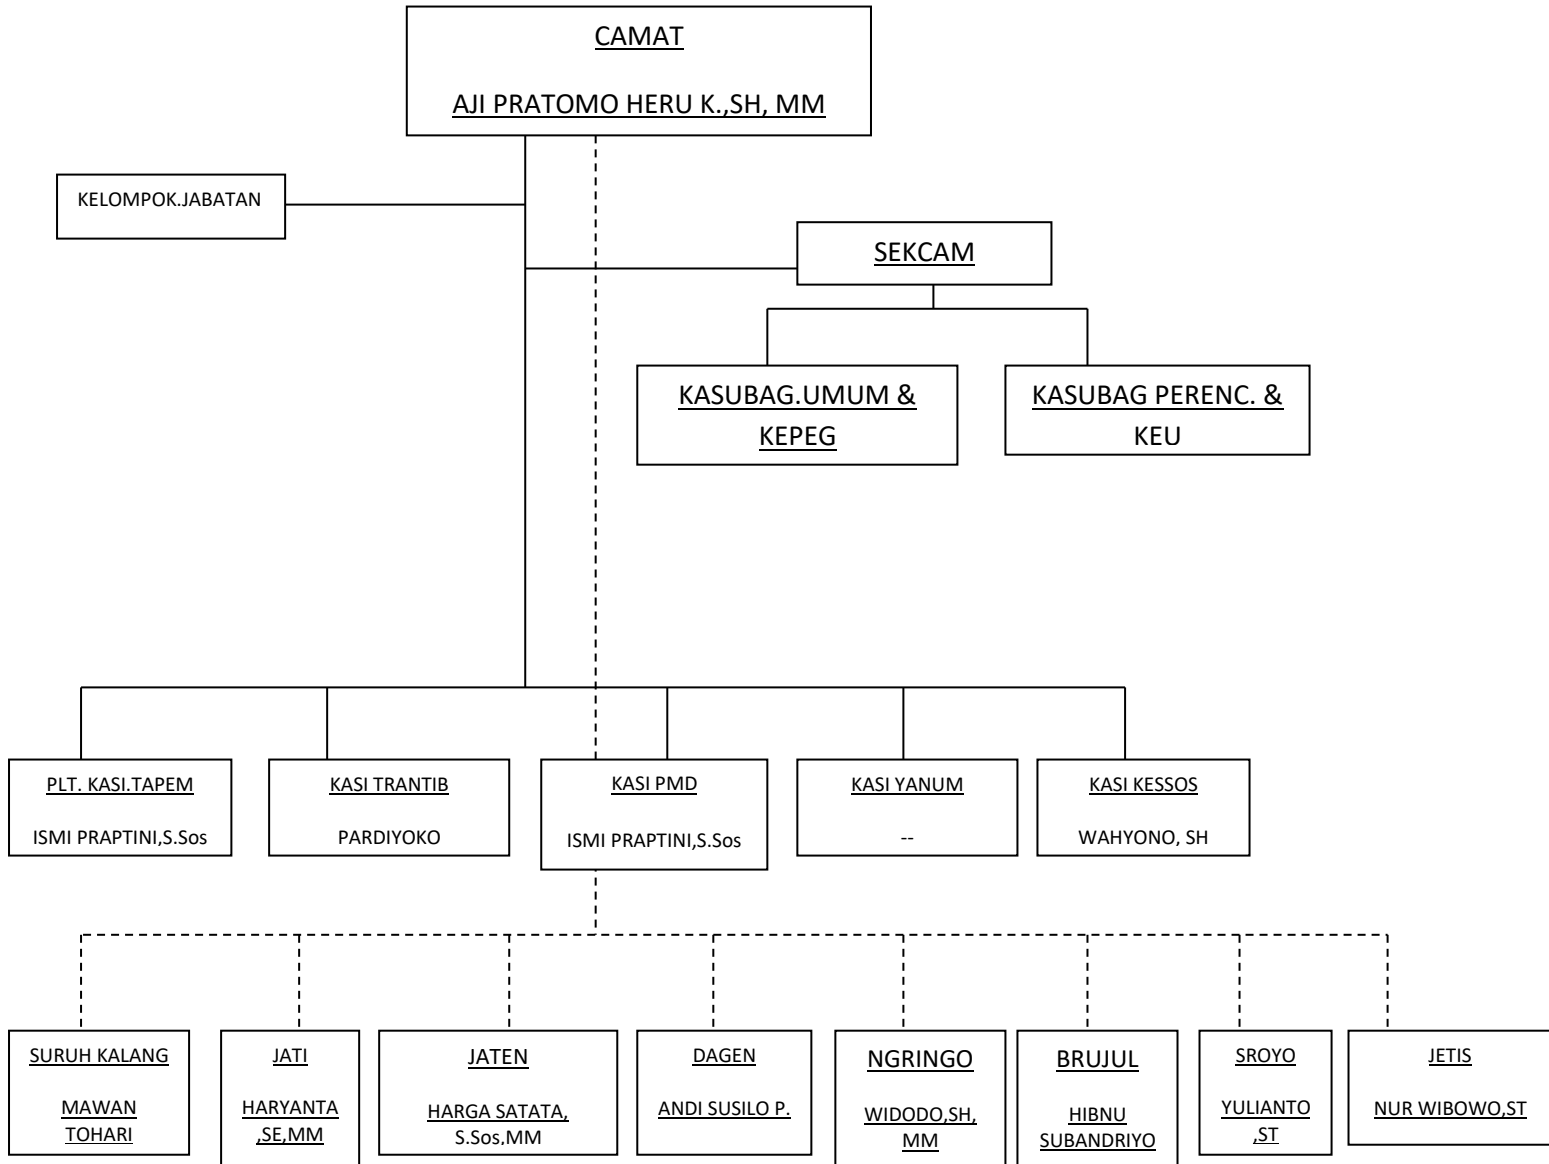 CAMAT
AJI PRATOMO HERU K.,SH, MM
KELOMPOK.JABATAN
SEKCAM
KASUBAG.UMUM &
KEPEG
KASUBAG PERENC. &
KEU
PLT. KASI.TAPEM
ISMI PRAPTINI,S.Sos
KASI TRANTIB
PARDIYOKO
KASI PMD
ISMI PRAPTINI,S.Sos
KASI YANUM
--
KASI KESSOS
WAHYONO, SH
SURUH KALANG
MAWAN
TOHARI
JATI
HARYANTA
,SE,MM
JATEN
HARGA SATATA,
S.Sos,MM
DAGEN
ANDI SUSILO P.
NGRINGO
WIDODO,SH,
MM
BRUJUL
HIBNU
SUBANDRIYO
SROYO
YULIANTO
,ST
JETIS
NUR WIBOWO,ST